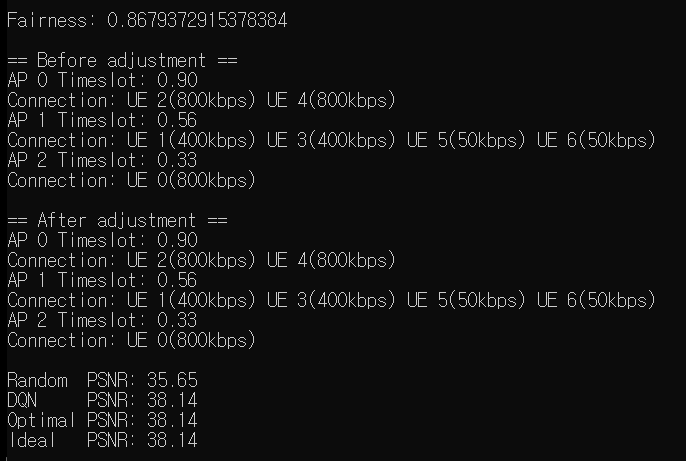 Fairness: 0.8679372915378384
== Before adjustment ==
AP 0 Timeslot: 0.90
Connection: UE 2(800kbps) UE 4(800kbps)
AP 1 Timeslot: 0.56
Connection: UE 1(400kbps) UE 3(400kbps) UE 5(50kbps) UE 6(50kbps)
AP 2 Timeslot: 0.33
Connection: UE 0(800kbps)
== After adjustment ==
AP 0 Timeslot: 0.90
Connection: UE 2(800kbps) UE 4(800kbps)
AP 1 Timeslot: 0.56
Connection: UE 1(400kbps) UE 3(400kbps) UE 5(50kbps) UE 6(50kbps)
AP 2 Timeslot: 0.33
Connection: UE 0(800kbps)
Random  PSNR: 35.65
DQN     PSNR: 38.14
Optimal PSNR: 38.14
Ideal   PSNR: 38.14